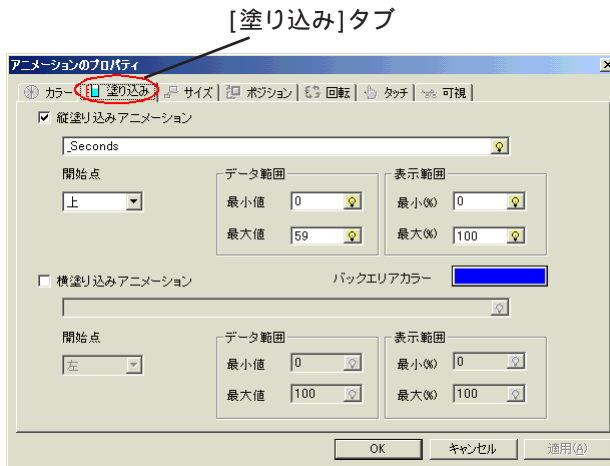 [塗り込み]タブ
アニメーションのプロパティ
カラー 塗り込み サイズ ポジション 回転 タッチ 可視
縦塗り込みアニメーション
_Seconds
開始点 データ範囲 表示範囲
上 最小値 0 最小(%) 0
最大値 59 最大(%) 100
横塗り込みアニメーション バックエリアカラー
開始点 データ範囲 表示範囲
左 最小値 0 最小(%) 0
最大値 100 最大(%) 100
OK キャンセル 適用(A)